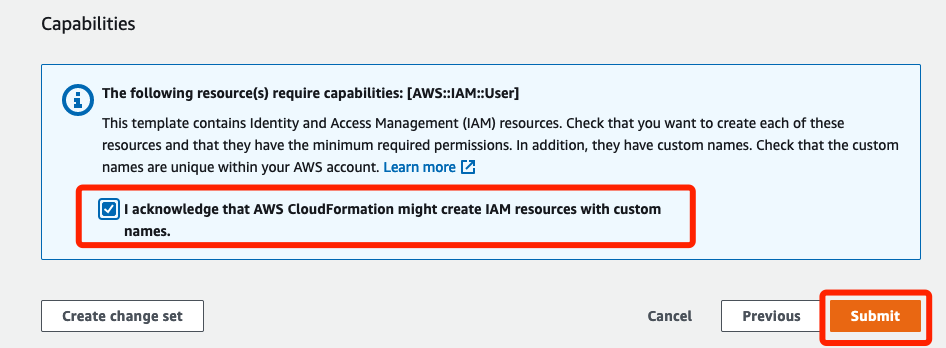 Capabilities
The following resource(s) require capabilities: [AWS::IAM::User]
This template contains Identity and Access Management (IAM) resources. Check that you want to create each of these
resources and that they have the minimum required permissions. In addition, they have custom names. Check that the custom
names are unique within your AWS account. Learn more
I acknowledge that AWS CloudFormation might create IAM resources with custom
names.
Create change set
Cancel
Previous
Submit